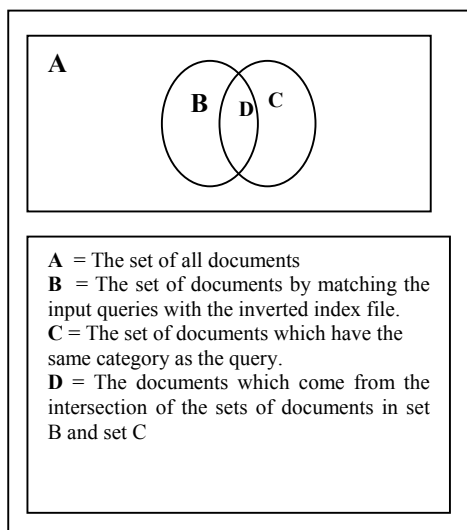 A
B
D
C
A = The set of all documents
B = The set of documents by matching the
input queries with the inverted index file.
C = The set of documents which have the
same category as the query.
D = The documents which come from the
intersection of the sets of documents in set
B and set C